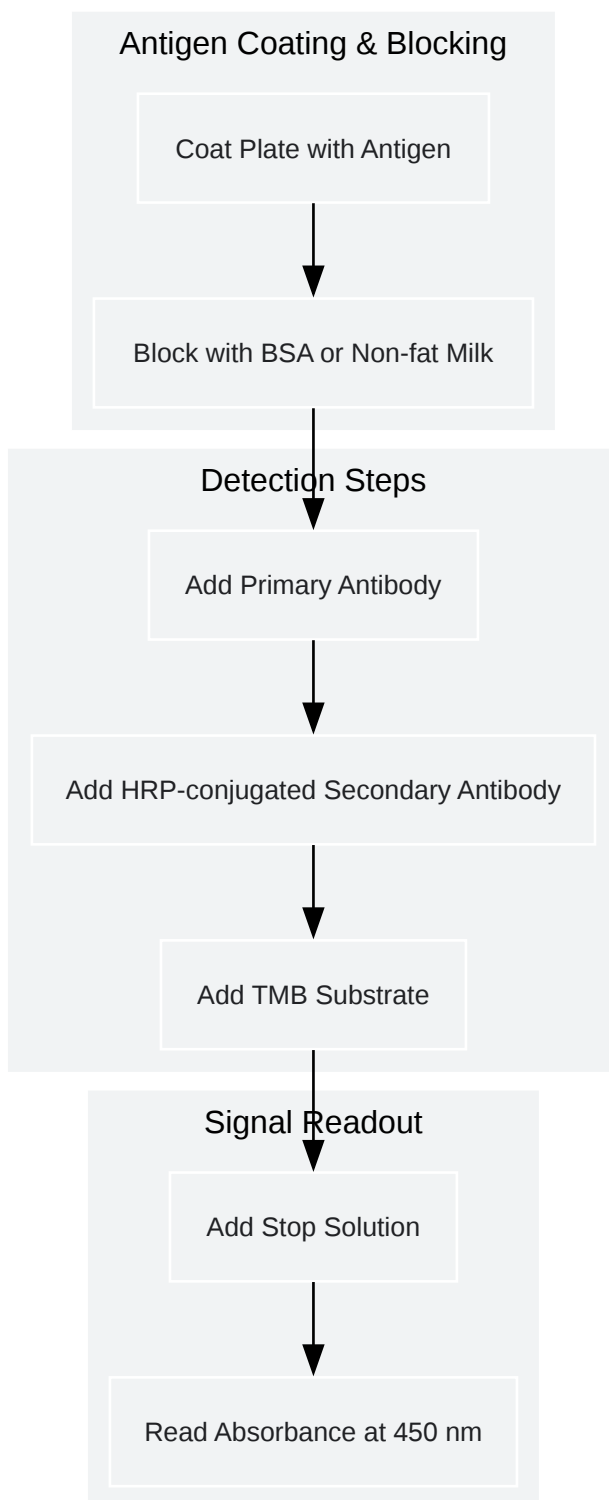 Antigen Coating & Blocking
Coat Plate with Antigen
Block with BSA or Non-fat Milk
Detection Steps
Add Primary Antibody
Add HRP-conjugated Secondary Antibody
Add TMB Substrate
Signal Readout
Add Stop Solution
Read Absorbance at 450 nm